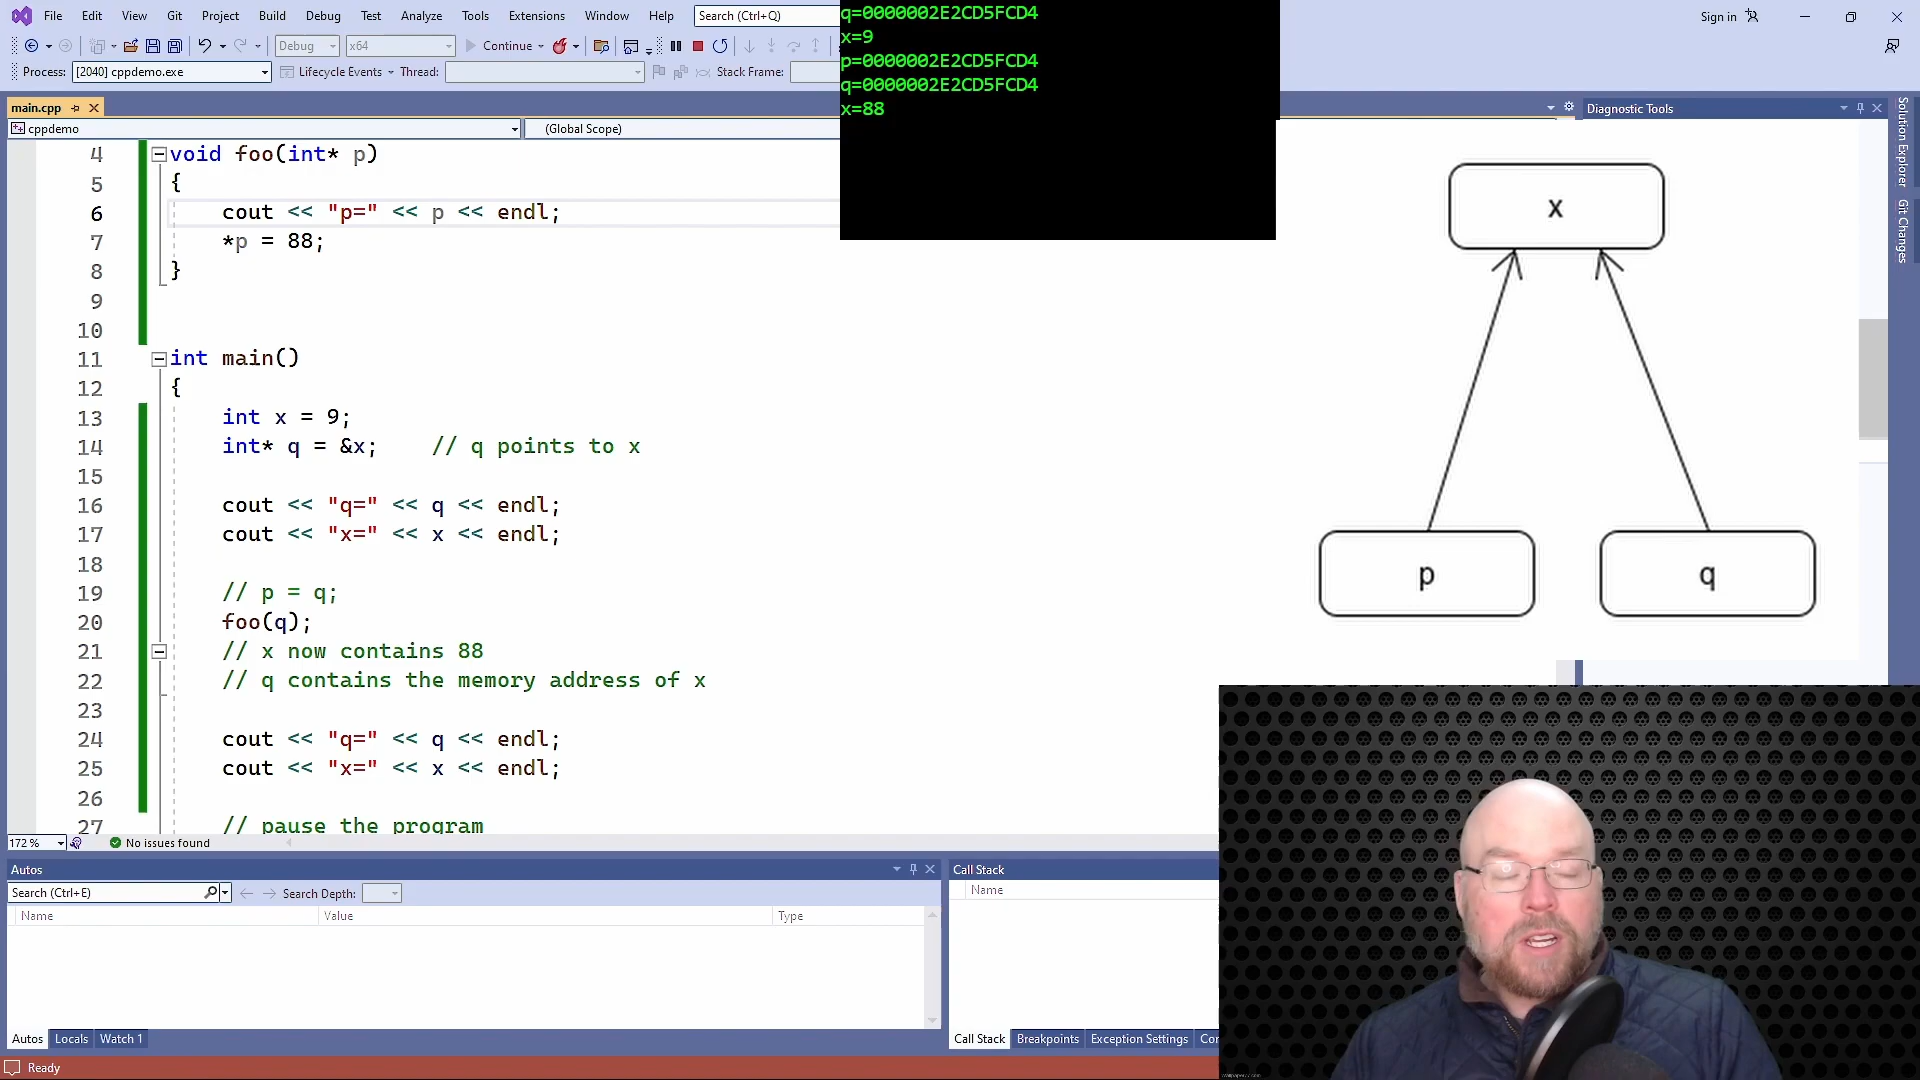 File Edit View Git Project Build Debug Test Analyze Tools Extensions Window Help Search (Ctrl+Q) Sign in
Debug x64 Continue
Process: [2040] cppdemo.exe Lifecycle Events Thread: Stack Frame:
q=0000002E2CD5FCD4
x=9
p=0000002E2CD5FCD4
q=0000002E2CD5FCD4
x=88
main.cpp
cppdemo (Global Scope)
4 void foo(int* p)
5 {
6 cout << "p=" << p << endl;
7 *p = 88;
8 }
9
10
11 int main()
12 {
13 int x = 9;
14 int* q = &x; // q points to x
15
16 cout << "q=" << q << endl;
17 cout << "x=" << x << endl;
18
19 // p = q;
20 foo(q);
21 // x now contains 88
22 // q contains the memory address of x
23
24 cout << "q=" << q << endl;
25 cout << "x=" << x << endl;
26
27 // pause the program
172 % No issues found
Diagnostic Tools
Solution Explorer
Git Changes
x
p q
Autos
Search (Ctrl+E) Search Depth:
Name Value Type
Autos Locals Watch 1
Call Stack
Name
Call Stack Breakpoints Exception Settings
Ready